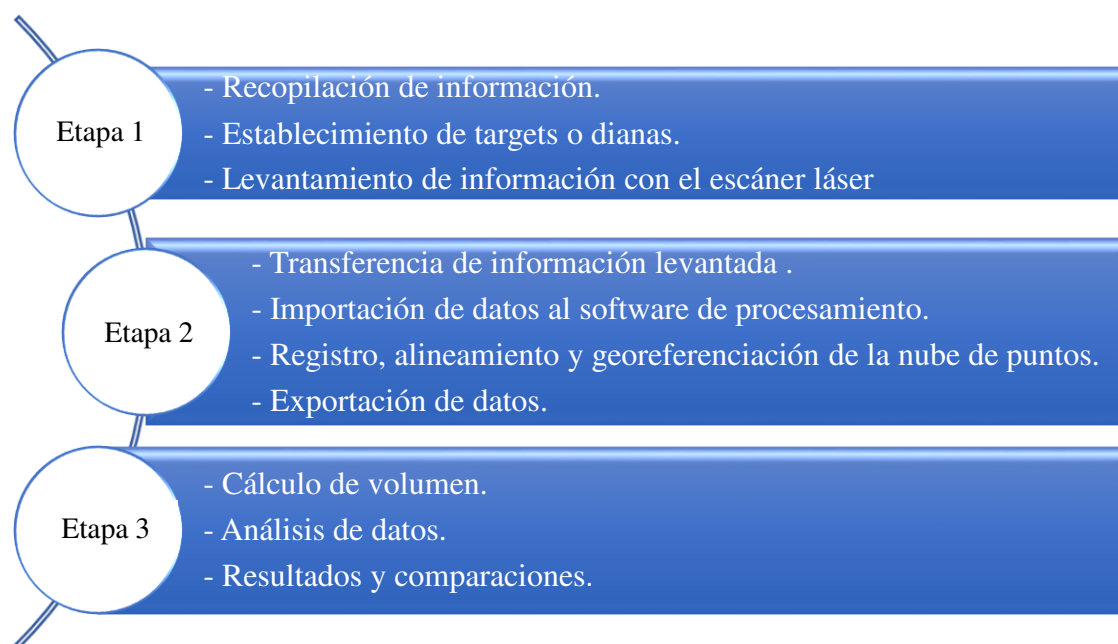 Etapa 1
- Recopilación de información.
- Establecimiento de targets o dianas.
- Levantamiento de información con el escáner láser
Etapa 2
- Transferencia de información levantada .
- Importación de datos al software de procesamiento.
- Registro, alineamiento y georeferenciación de la nube de puntos.
- Exportación de datos.
Etapa 3
- Cálculo de volumen.
- Análisis de datos.
- Resultados y comparaciones.